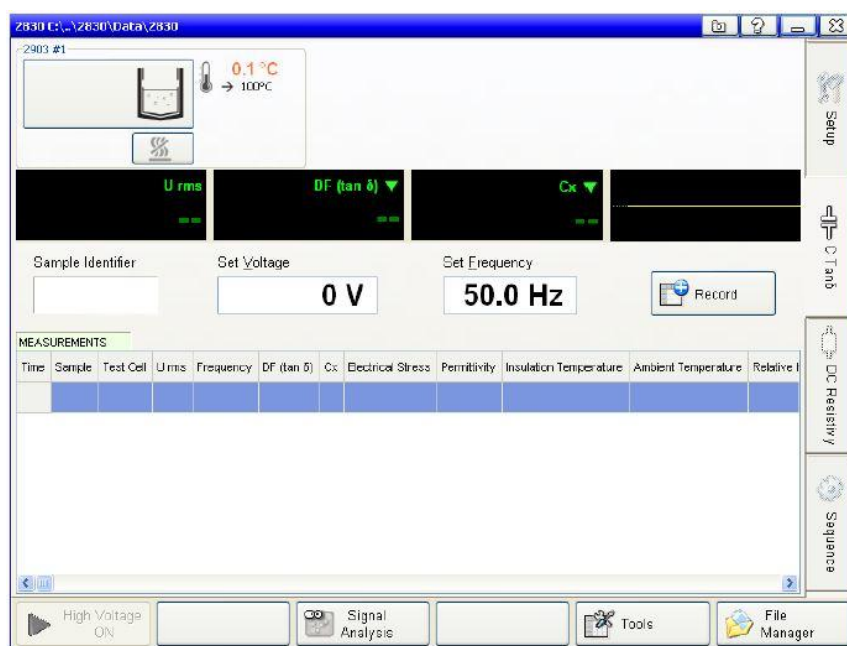 2830 C:\..\2830\Data\2830
2903 #1
0.1 °C
→ 100°C
U rms
DF (tan δ) ▼
Cx ▼
--
--
--
Sample Identifier
Set Voltage
Set Frequency
0 V
50.0 Hz
Record
MEASUREMENTS
Time Sample Test Cell U rms Frequency DF (tan δ) Cx Electrical Stress Permittivity Insulation Temperature Ambient Temperature Relative
Setup
C Tanδ
DC Resistivy
Sequence
High Voltage
ON
Signal
Analysis
Tools
File
Manager